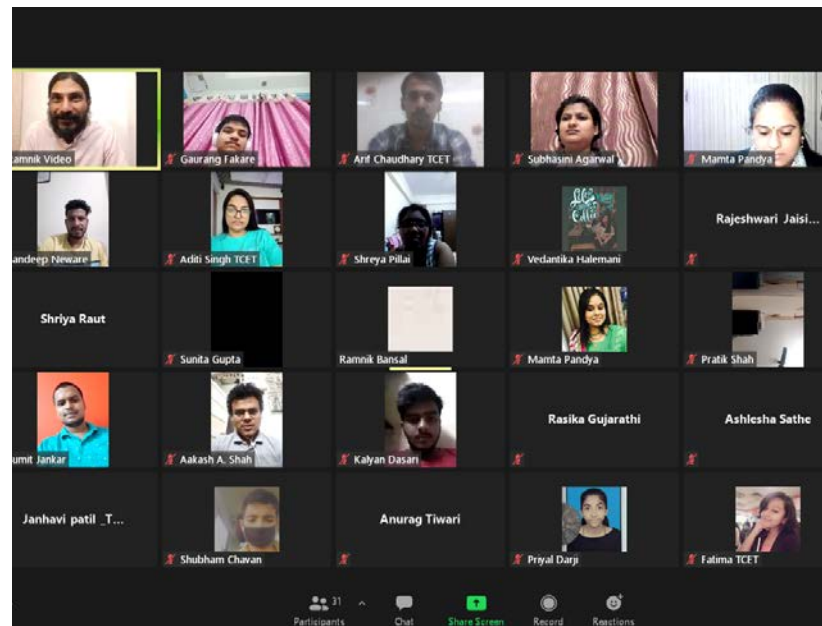 amnik Video
Gaurang Fakare
Arif Chaudhary TCET
Subhasini Agarwal
Mamta Pandya
andeep Neware
Aditi Singh TCET
Shreya Pillai
Life
Coffee
Vedantika Halemani
Rajeshwari Jaisi...
Shriya Raut
Sunita Gupta
Ramnik Bansal
Mamta Pandya
Pratik Shah
umit Jankar
Aakash A. Shah
Kalyan Dasari
Rasika Gujarathi
Ashlesha Sathe
Janhavi patil _T...
Shubham Chavan
Anurag Tiwari
Priyal Darji
Fatima TCET
31
Participants
Chat
Share Screen
Record
Reactions